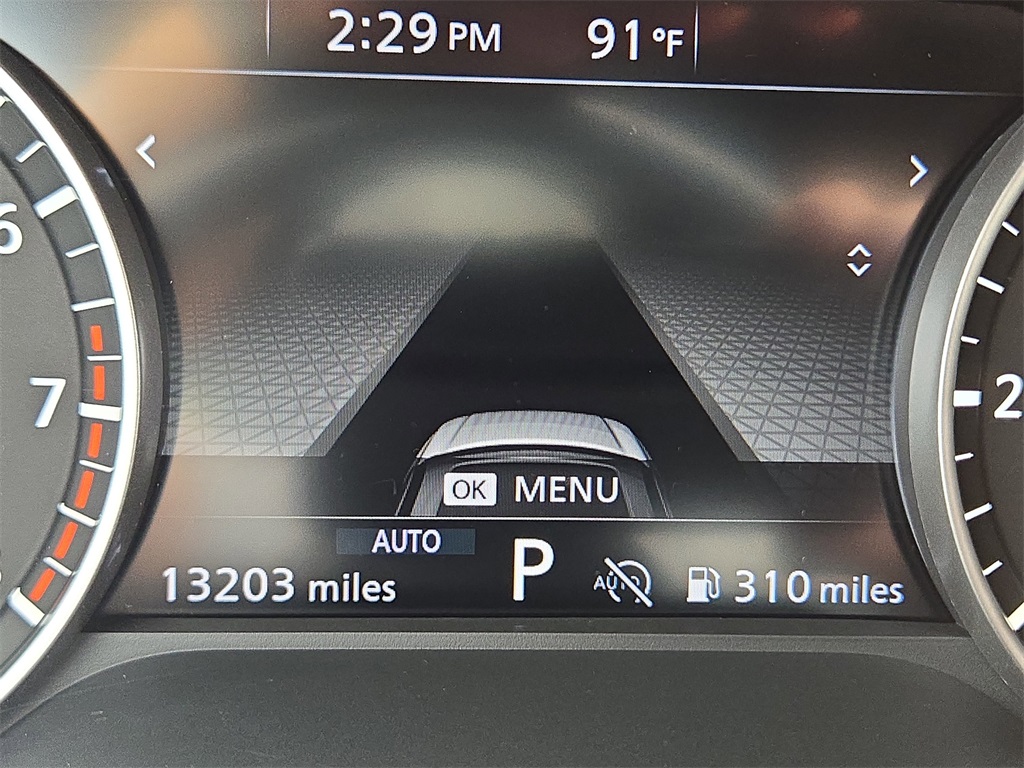 2:29 PM 91 °F
<
>
6
7
2
OK MENU
AUTO
P
13203 miles
AUTO
310 miles